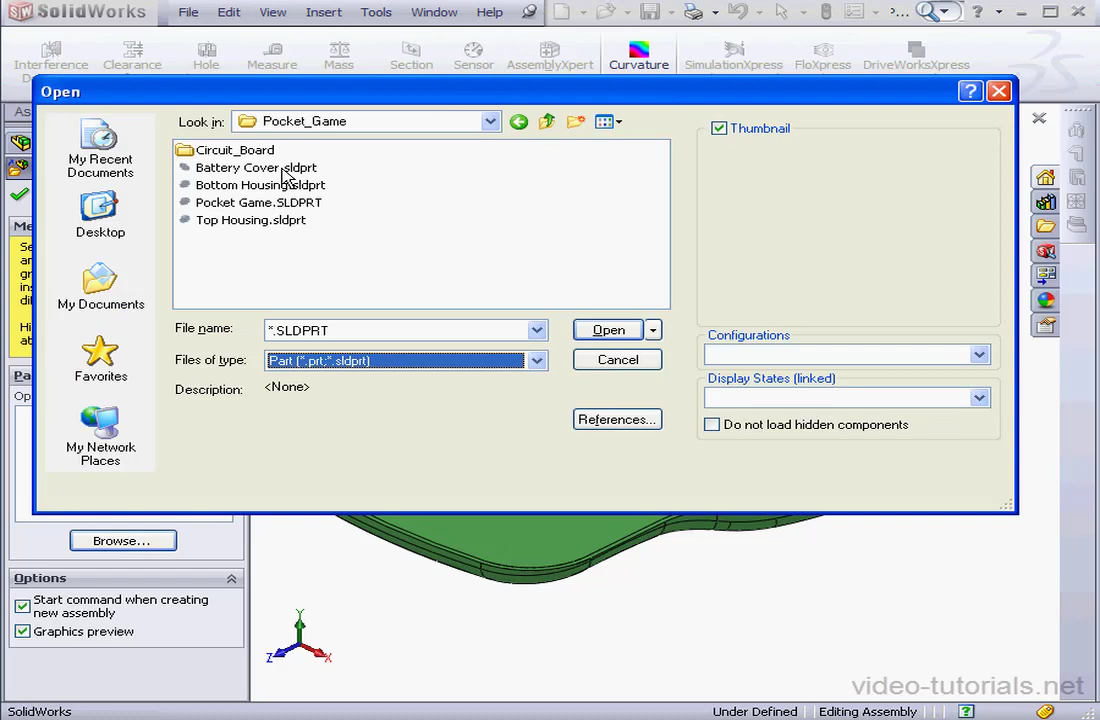 SolidWorks File Edit View Insert Tools Window Help
Interference Clearance Hole Measure Mass Section Sensor AssemblyXpert Curvature SimulationXpress FloXpress DriveWorksXpress
Open
Look in: Pocket_Game
Thumbnail
My Recent
Documents
Desktop
My Documents
Favorites
My Network
Places
Circuit_Board
Battery Cover.sldprt
Bottom Housing.sldprt
Pocket Game.SLDPRT
Top Housing.sldprt
File name: *.SLDPRT Open
Files of type: Part (*.prt;*.sldprt) Cancel
Description: <None>
References...
Configurations
Display States (linked)
Do not load hidden components
Browse...
Options
Start command when creating
new assembly
Graphics preview
Y
Z X
video-tutorials.net
SolidWorks Under Defined Editing Assembly